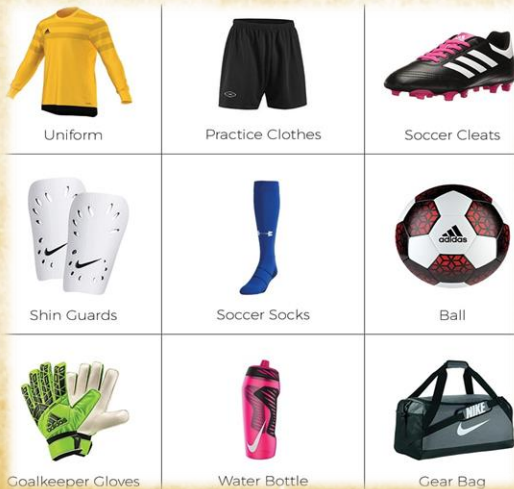 Uniform
Practice Clothes
Soccer Cleats
Shin Guards
Soccer Socks
adidas
Ball
Goalkeeper Gloves
Water Bottle
NIKE
Gear Bag